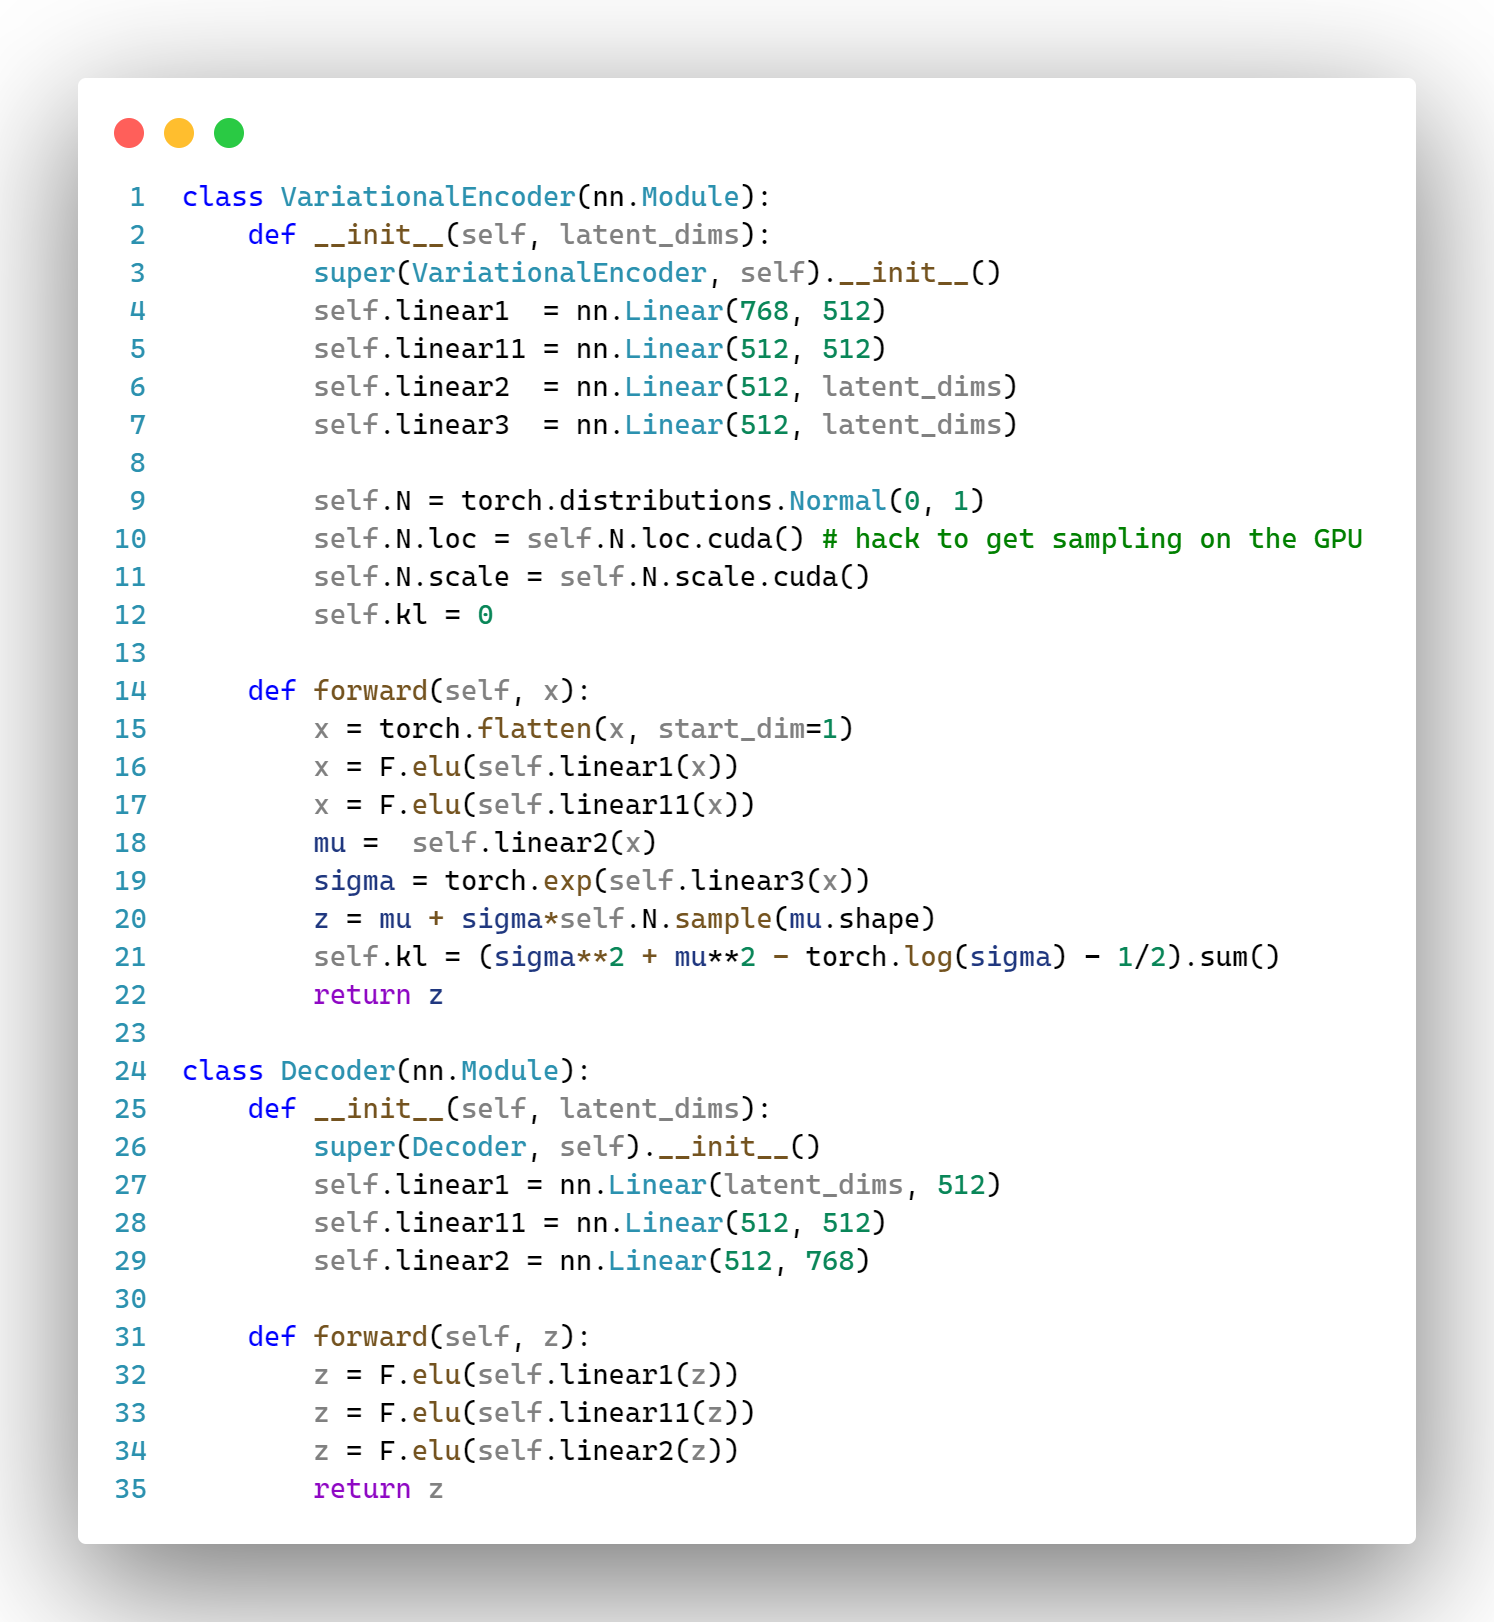 1 class VariationalEncoder(nn.Module):
2     def __init__(self, latent_dims):
3         super(VariationalEncoder, self).__init__()
4         self.linear1  = nn.Linear(768, 512)
5         self.linear11 = nn.Linear(512, 512)
6         self.linear2  = nn.Linear(512, latent_dims)
7         self.linear3  = nn.Linear(512, latent_dims)
8
9         self.N = torch.distributions.Normal(0, 1)
10         self.N.loc = self.N.loc.cuda() # hack to get sampling on the GPU
11         self.N.scale = self.N.scale.cuda()
12         self.kl = 0
13
14     def forward(self, x):
15         x = torch.flatten(x, start_dim=1)
16         x = F.elu(self.linear1(x))
17         x = F.elu(self.linear11(x))
18         mu =  self.linear2(x)
19         sigma = torch.exp(self.linear3(x))
20         z = mu + sigma*self.N.sample(mu.shape)
21         self.kl = (sigma**2 + mu**2 - torch.log(sigma) - 1/2).sum()
22         return z
23
24 class Decoder(nn.Module):
25     def __init__(self, latent_dims):
26         super(Decoder, self).__init__()
27         self.linear1 = nn.Linear(latent_dims, 512)
28         self.linear11 = nn.Linear(512, 512)
29         self.linear2 = nn.Linear(512, 768)
30
31     def forward(self, z):
32         z = F.elu(self.linear1(z))
33         z = F.elu(self.linear11(z))
34         z = F.elu(self.linear2(z))
35         return z